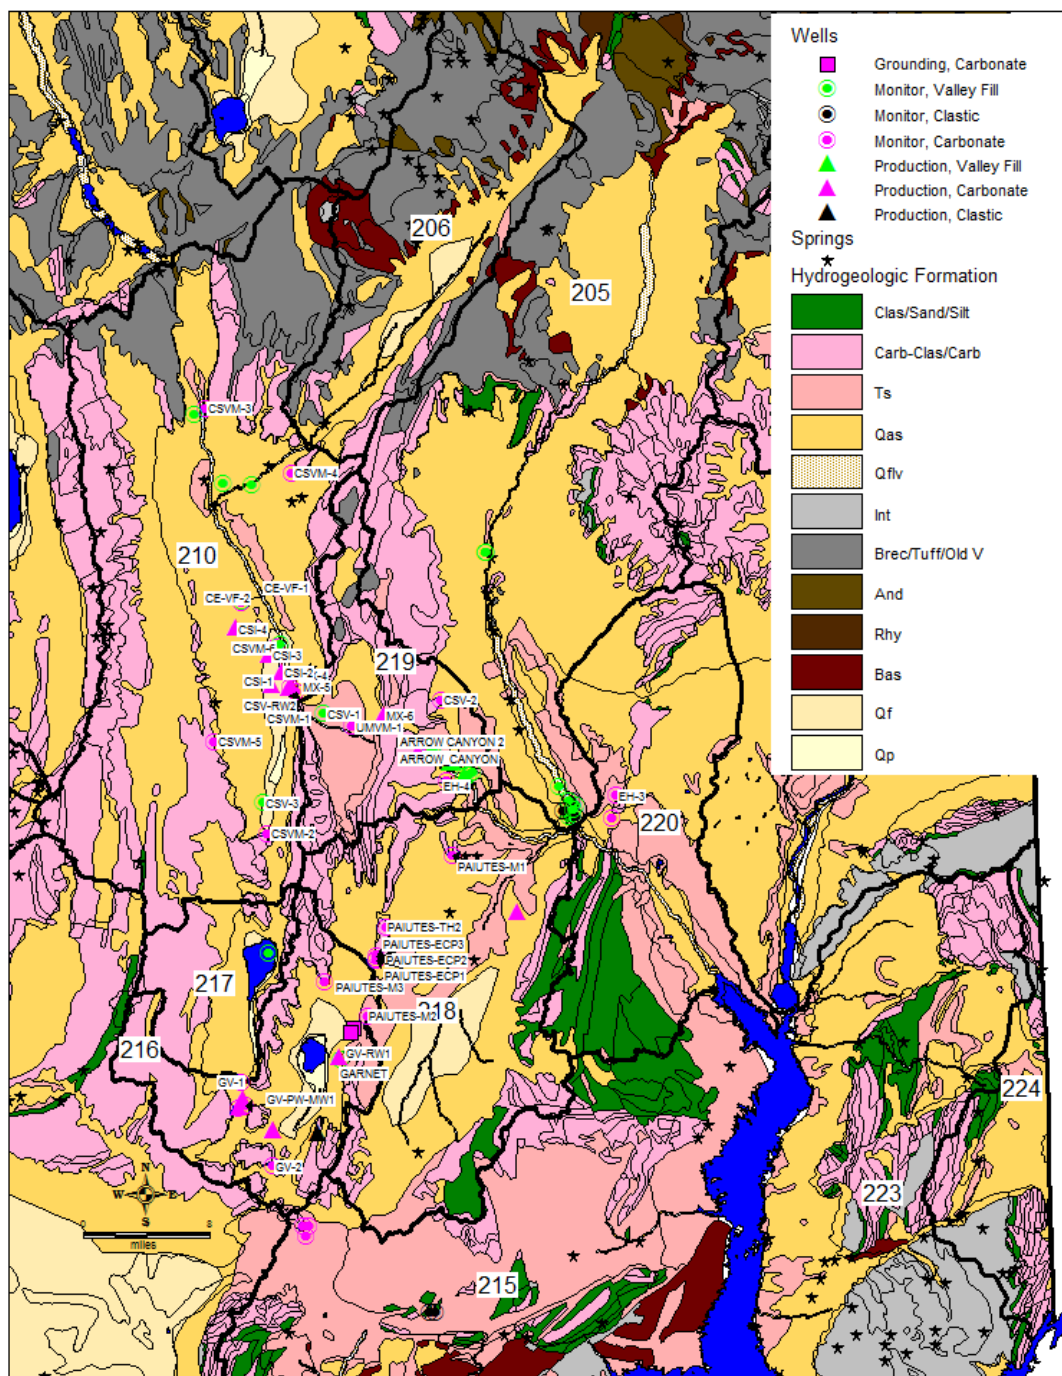 Wells
Grounding, Carbonate
Monitor, Valley Fill
Monitor, Clastic
Monitor, Carbonate
Production, Valley Fill
Production, Carbonate
Production, Clastic
Springs
Hydrogeologic Formation
Clas/Sand/Silt
Carb-Clas/Carb
Ts
Qas
Qflv
Int
Brec/Tuff/Old V
And
Rhy
Bas
Qf
Qp
206
205
CSVM-3
CSVM-4
210
CE-VF-1
CE-VF-2
CSI-4
CSVM-6
CSI-3
219
CSI-2
CSI-1
MX-5
CSV-2
CSV-RW2
CSVM-1
CSV-1
MX-6
UMVM-1
CSVM-5
ARROW CANYON 2
ARROW_CANYON
EH-4
EH-3
CSV-3
220
CSVM-2
PAIUTES-M1
PAIUTES-TH2
PAIUTES-ECP3
PAIUTES-ECP2
PAIUTES-ECP1
217
PAIUTES-M3
218
PAIUTES-M2
216
GV-RW1
GARNET
GV-1
GV-PW-MW1
224
GV-2
223
N
W E
S
0 8
miles
215